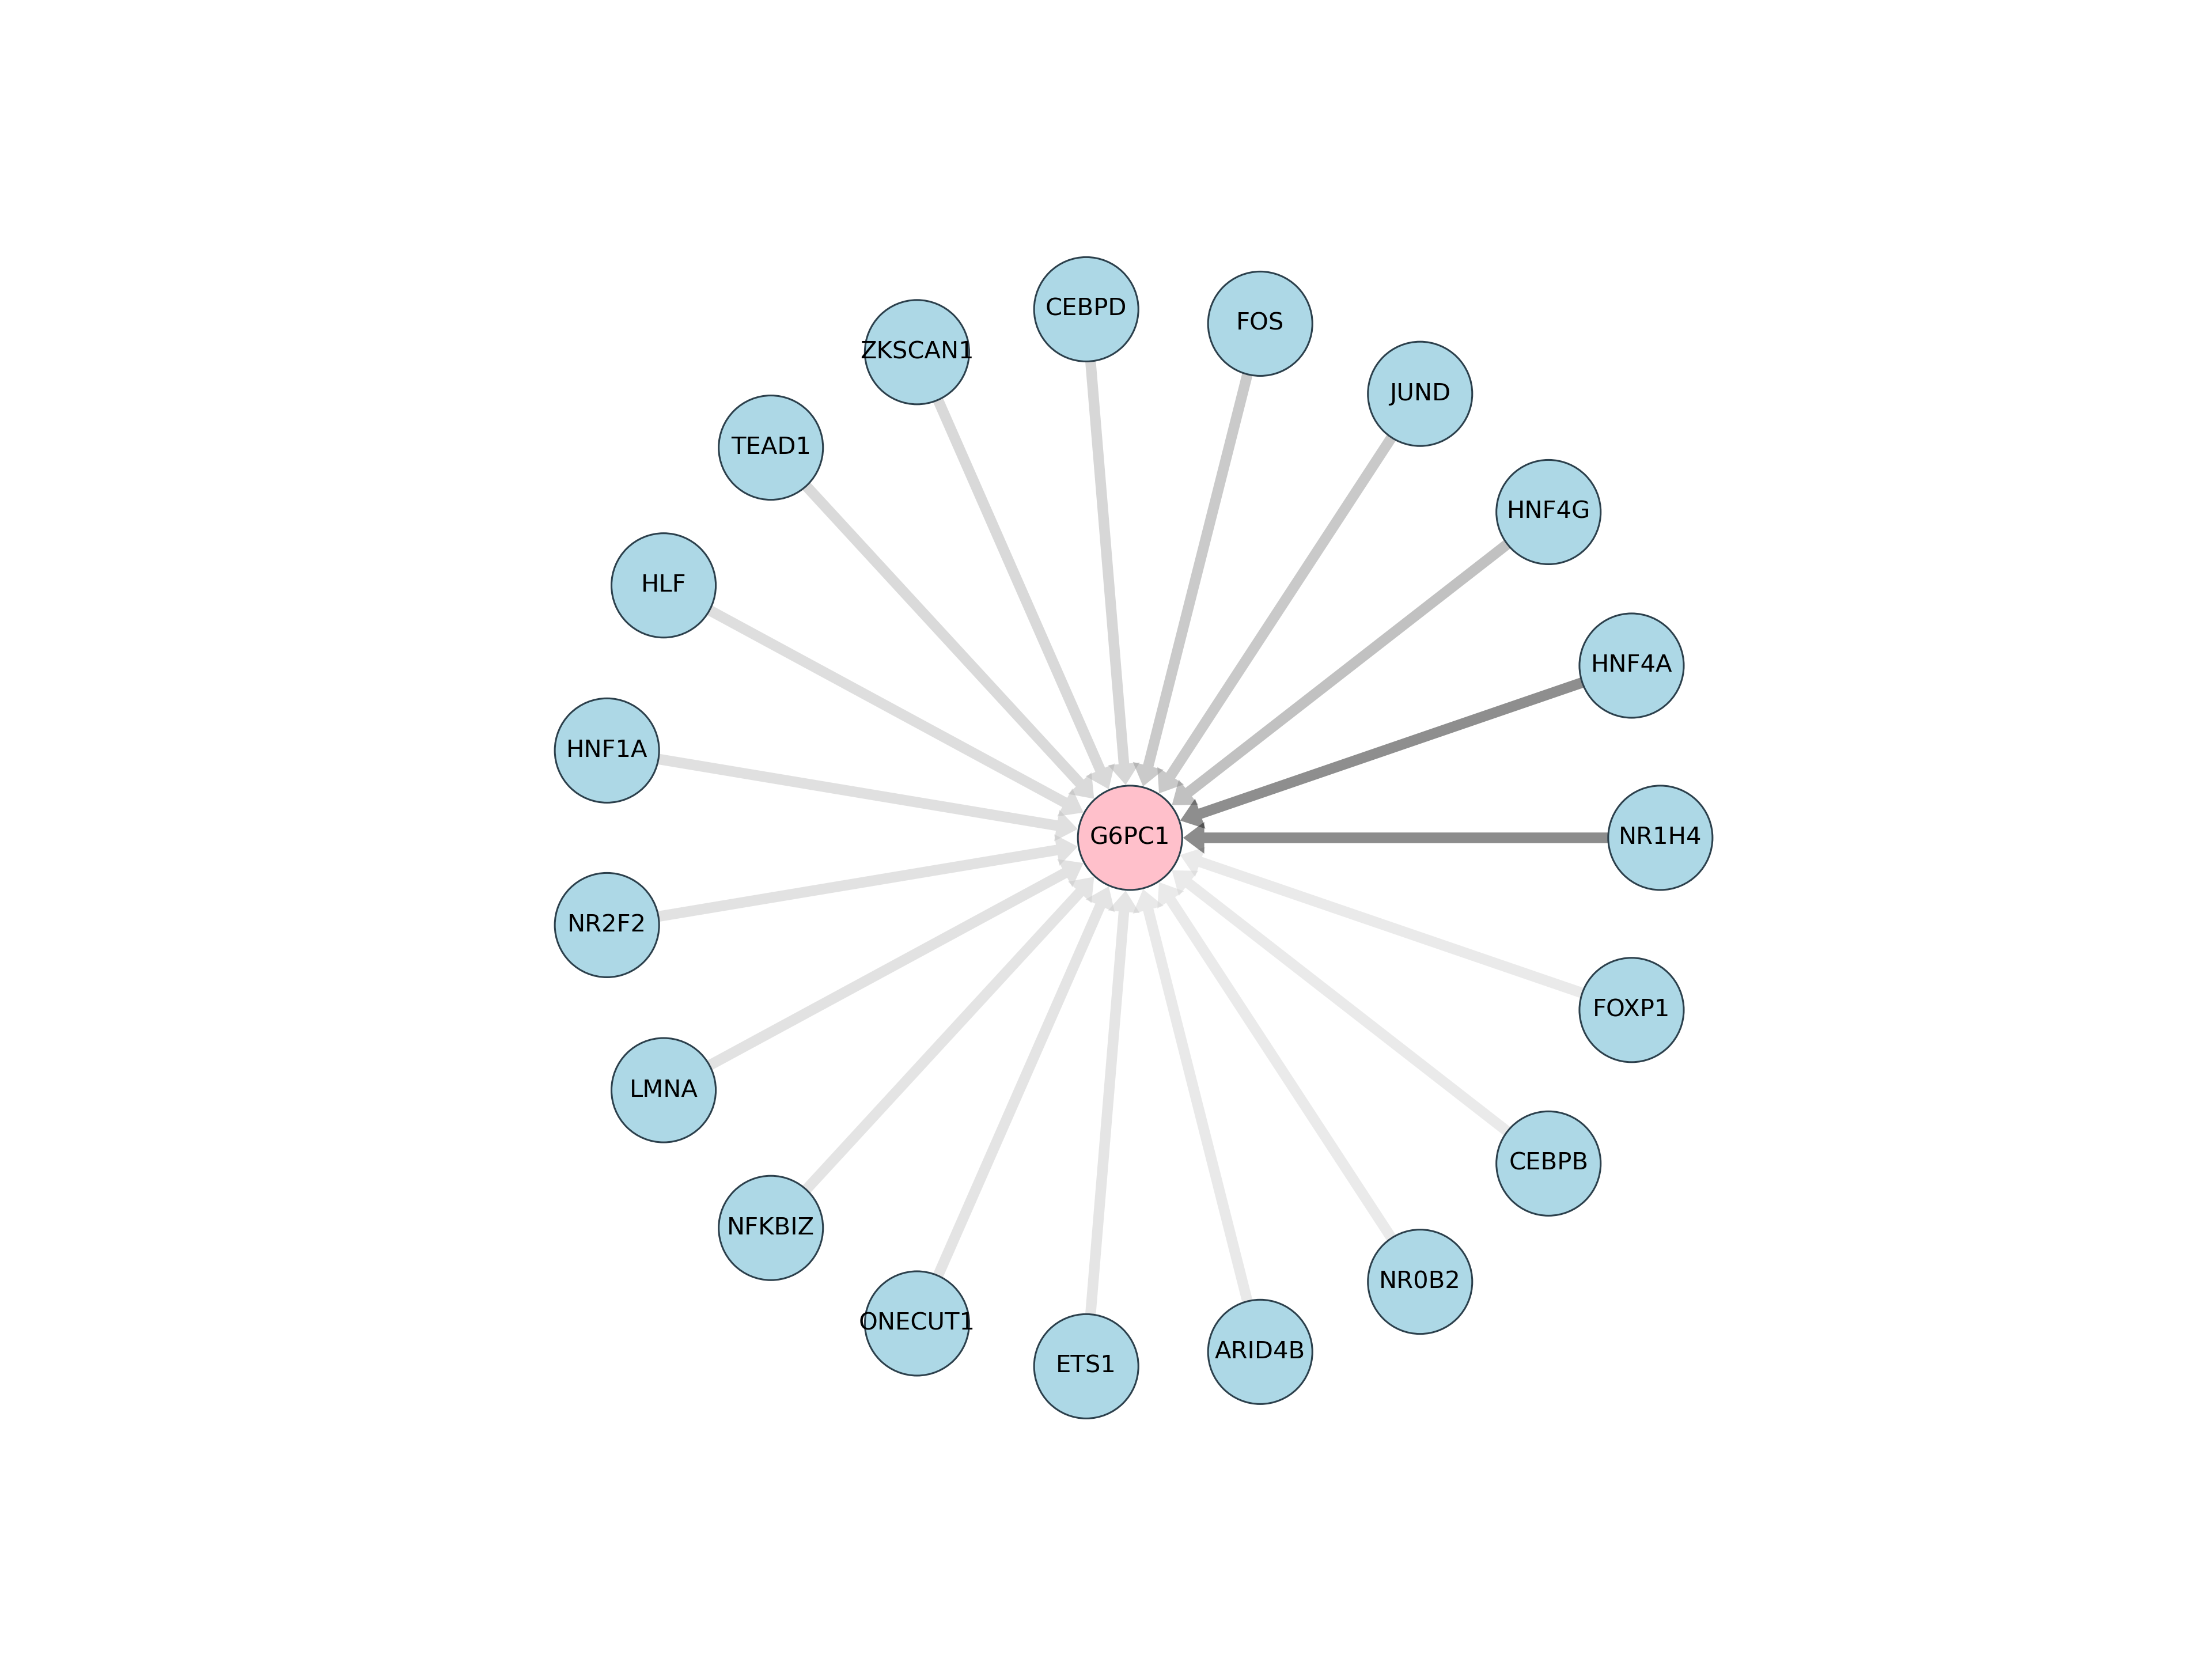 CEBPD
FOS
ZKSCAN1
JUND
TEAD1
HNF4G
HLF
HNF4A
HNF1A
G6PC1
NR1H4
NR2F2
FOXP1
LMNA
CEBPB
NFKBIZ
NR0B2
ONECUT1
ARID4B
ETS1